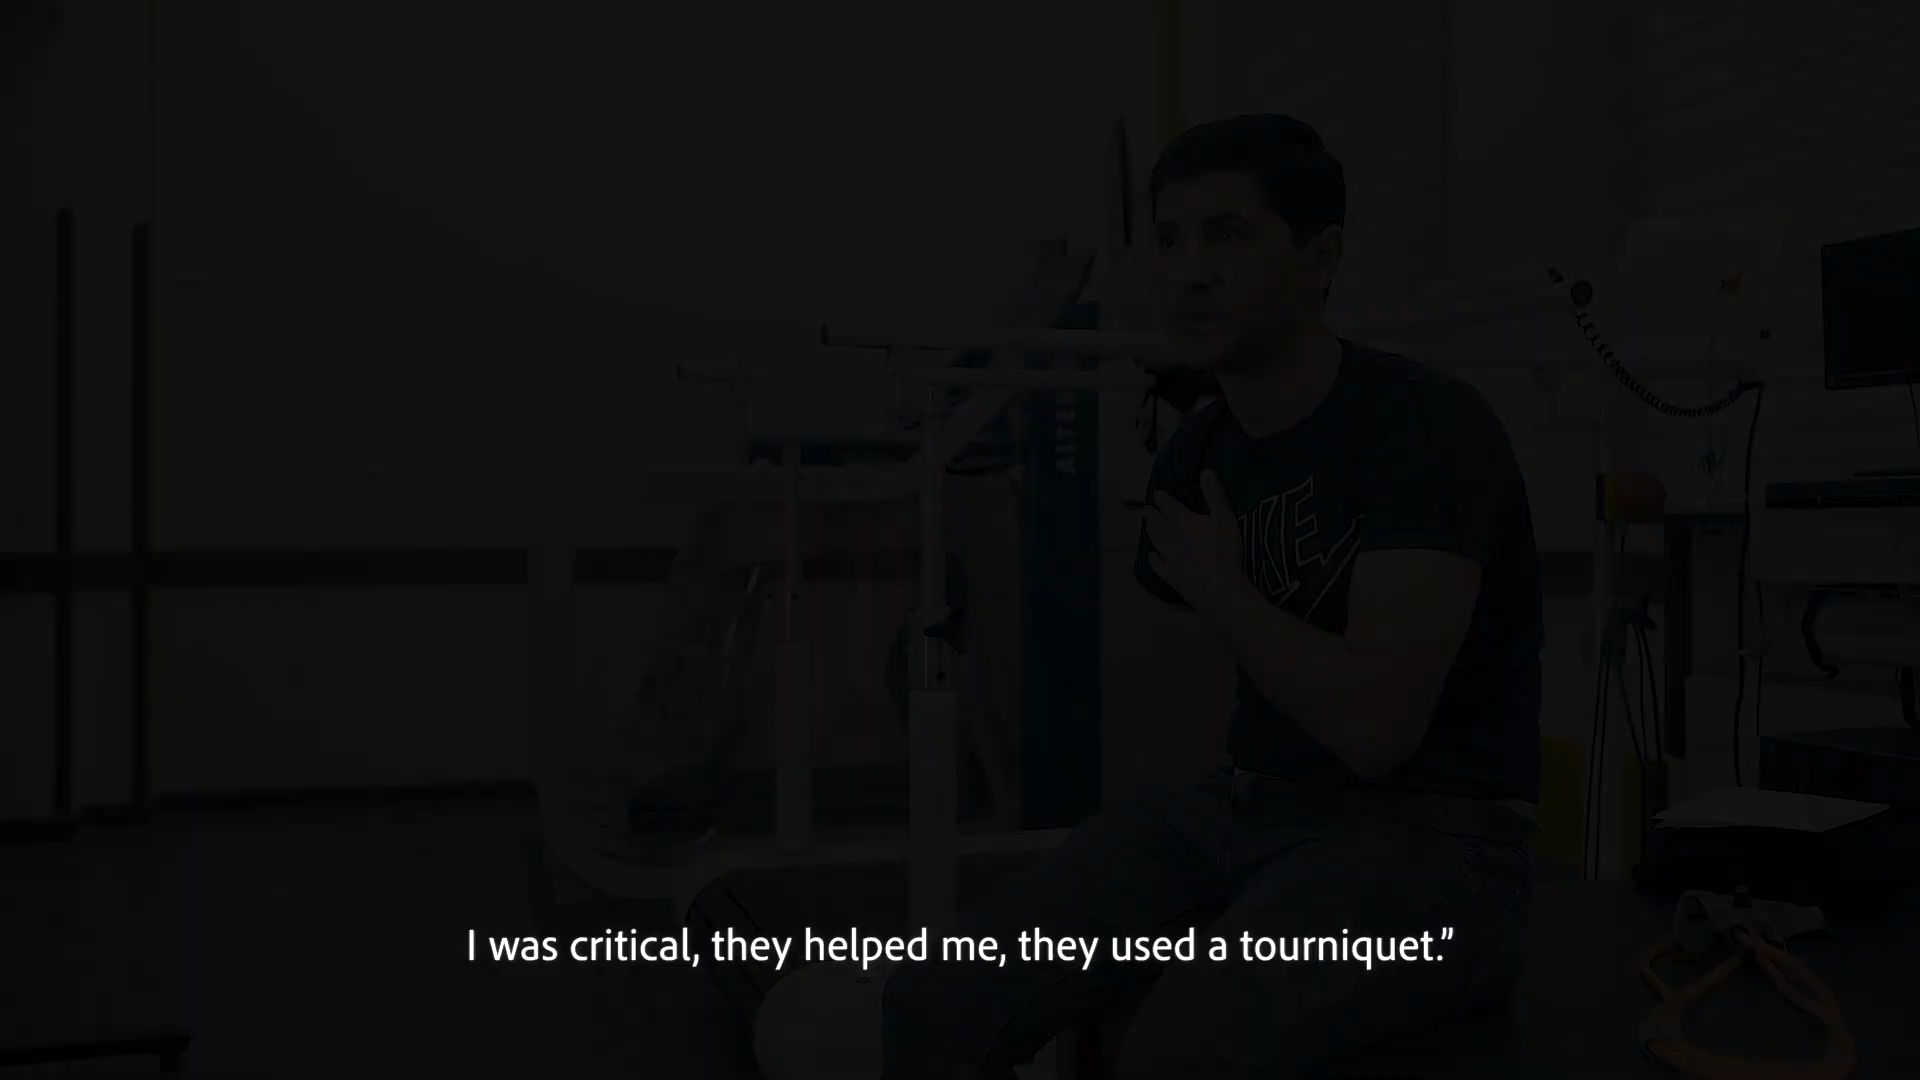 I was critical, they helped me, they used a tourniquet.”